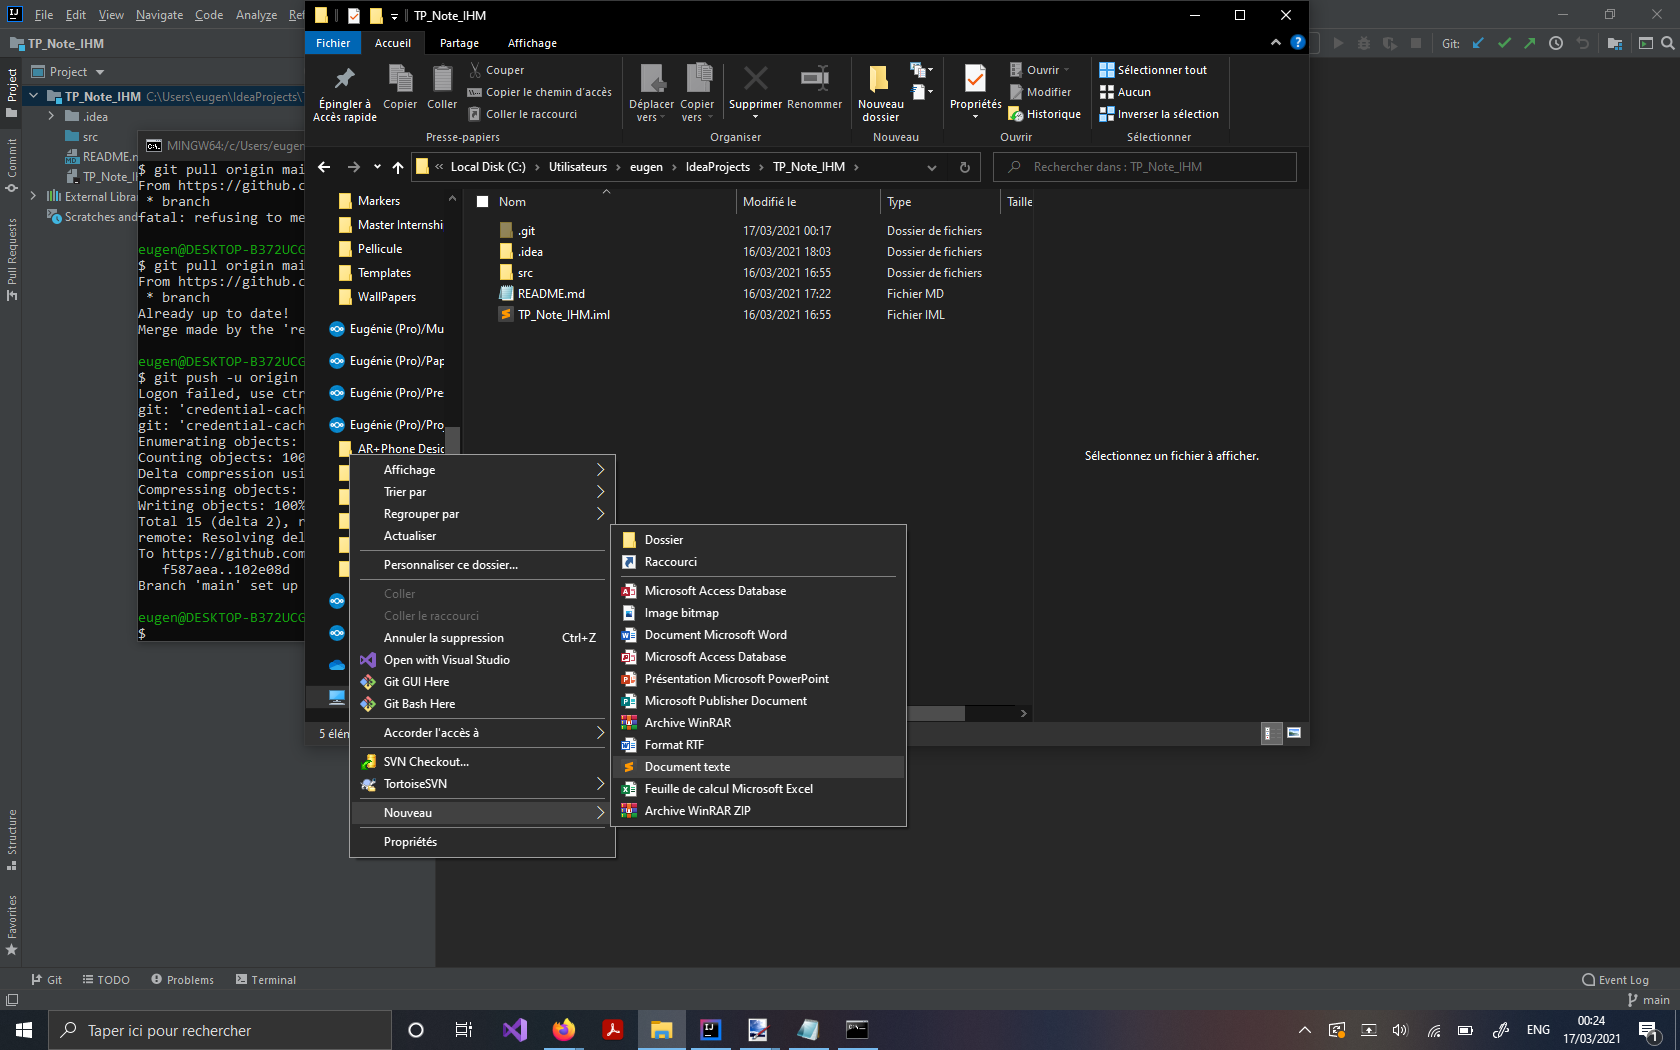 File Edit View Navigate Code Analyze Ref
TP_Note_IHM
Project
TP_Note_IHM C:\Users\eugen\IdeaProjects\
.idea
src
README.m
TP_Note_IH
External Librar
Scratches and
Project
Commit
Pull Requests
Structure
Favorites
Git:
MINGW64:/c/Users/eugen
$ git pull origin mai
From https://github.c
* branch
fatal: refusing to me
eugen@DESKTOP-B372UCG
$ git pull origin mai
From https://github.c
* branch
Already up to date!
Merge made by the 're
eugen@DESKTOP-B372UCG
$ git push -u origin
Logon failed, use ctr
git: 'credential-cach
git: 'credential-cach
Enumerating objects:
Counting objects: 100
Delta compression usi
Compressing objects:
Writing objects: 100%
Total 15 (delta 2), r
remote: Resolving del
To https://github.com
f587aea..102e08d
Branch 'main' set up
eugen@DESKTOP-B372UCG
$
TP_Note_IHM
Fichier Accueil Partage Affichage
Épingler à
Accès rapide
Copier
Coller
Couper
Copier le chemin d'accès
Coller le raccourci
Presse-papiers
Déplacer
vers
Copier
vers
Supprimer
Renommer
Organiser
Nouveau
dossier
Nouveau
Propriétés
Ouvrir
Modifier
Historique
Ouvrir
Sélectionner tout
Aucun
Inverser la sélection
Sélectionner
« Local Disk (C:) › Utilisateurs › eugen › IdeaProjects › TP_Note_IHM ›
Rechercher dans : TP_Note_IHM
Markers
Master Internshi
Pellicule
Templates
WallPapers
Eugénie (Pro)/Mu
Eugénie (Pro)/Pap
Eugénie (Pro)/Pre
Eugénie (Pro)/Pro
AR+Phone Desig
Nom Modifié le Type Taille
.git 17/03/2021 00:17 Dossier de fichiers
.idea 16/03/2021 18:03 Dossier de fichiers
src 16/03/2021 16:55 Dossier de fichiers
README.md 16/03/2021 17:22 Fichier MD
TP_Note_IHM.iml 16/03/2021 16:55 Fichier IML
Sélectionnez un fichier à afficher.
5 élém
Affichage
Trier par
Regrouper par
Actualiser
Personnaliser ce dossier...
Coller
Coller le raccourci
Annuler la suppression Ctrl+Z
Open with Visual Studio
Git GUI Here
Git Bash Here
Accorder l'accès à
SVN Checkout...
TortoiseSVN
Nouveau
Propriétés
Dossier
Raccourci
Microsoft Access Database
Image bitmap
Document Microsoft Word
Microsoft Access Database
Présentation Microsoft PowerPoint
Microsoft Publisher Document
Archive WinRAR
Format RTF
Document texte
Feuille de calcul Microsoft Excel
Archive WinRAR ZIP
Git TODO Problems Terminal
Event Log
main
Taper ici pour rechercher
ENG
00:24
17/03/2021
1